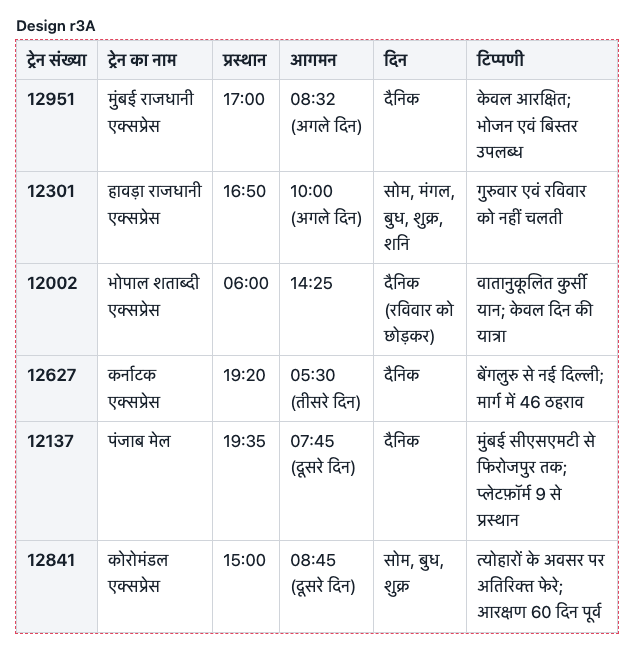 Design r3A
ट्रेन संख्या ट्रेन का नाम प्रस्थान आगमन दिन टिप्पणी
12951 मुंबई राजधानी 17:00 08:32 दैनिक केवल आरक्षित;
एक्सप्रेस (अगले दिन) भोजन एवं बिस्तर
उपलब्ध
12301 हावड़ा राजधानी 16:50 10:00 सोम, मंगल, गुरुवार एवं रविवार
एक्सप्रेस (अगले दिन) बुध, शुक्र, को नहीं चलती
शनि
12002 भोपाल शताब्दी 06:00 14:25 दैनिक वातानुकूलित कुर्सी
एक्सप्रेस (रविवार को यान; केवल दिन की
छोड़कर) यात्रा
12627 कर्नाटक 19:20 05:30 दैनिक बेंगलुरु से नई दिल्ली;
एक्सप्रेस (तीसरे दिन) मार्ग में 46 ठहराव
12137 पंजाब मेल 19:35 07:45 दैनिक मुंबई सीएसएमटी से
(दूसरे दिन) फिरोजपुर तक;
प्लेटफ़ॉर्म 9 से
प्रस्थान
12841 कोरोमंडल 15:00 08:45 सोम, बुध, त्योहारों के अवसर पर
एक्सप्रेस (दूसरे दिन) शुक्र अतिरिक्त फेरे;
आरक्षण 60 दिन पूर्व